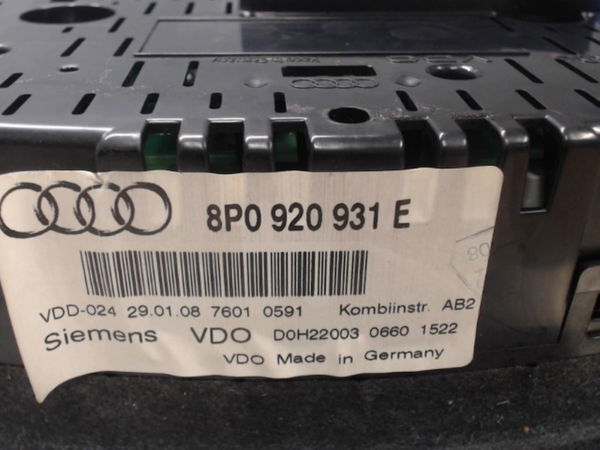 8P0 920 931 E
VDD-024 29.01.08 7601 0591 Kombiinstr. AB2
Siemens VDO D0H22003 0660 1522
VDO Made in Germany